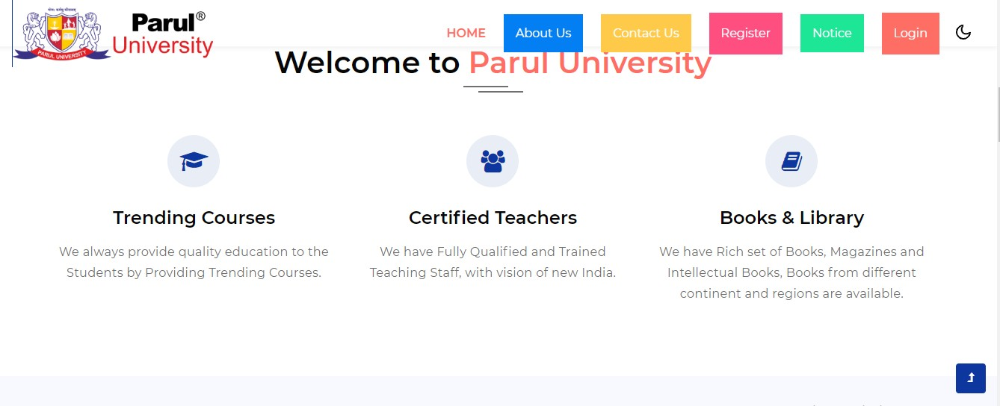 Parul®
University
PARUL UNIVERSITY
HOME About Us Contact Us Register Notice Login
Welcome to Parul University
Trending Courses
We always provide quality education to the
Students by Providing Trending Courses.
Certified Teachers
We have Fully Qualified and Trained
Teaching Staff, with vision of new India.
Books & Library
We have Rich set of Books, Magazines and
Intellectual Books, Books from different
continent and regions are available.